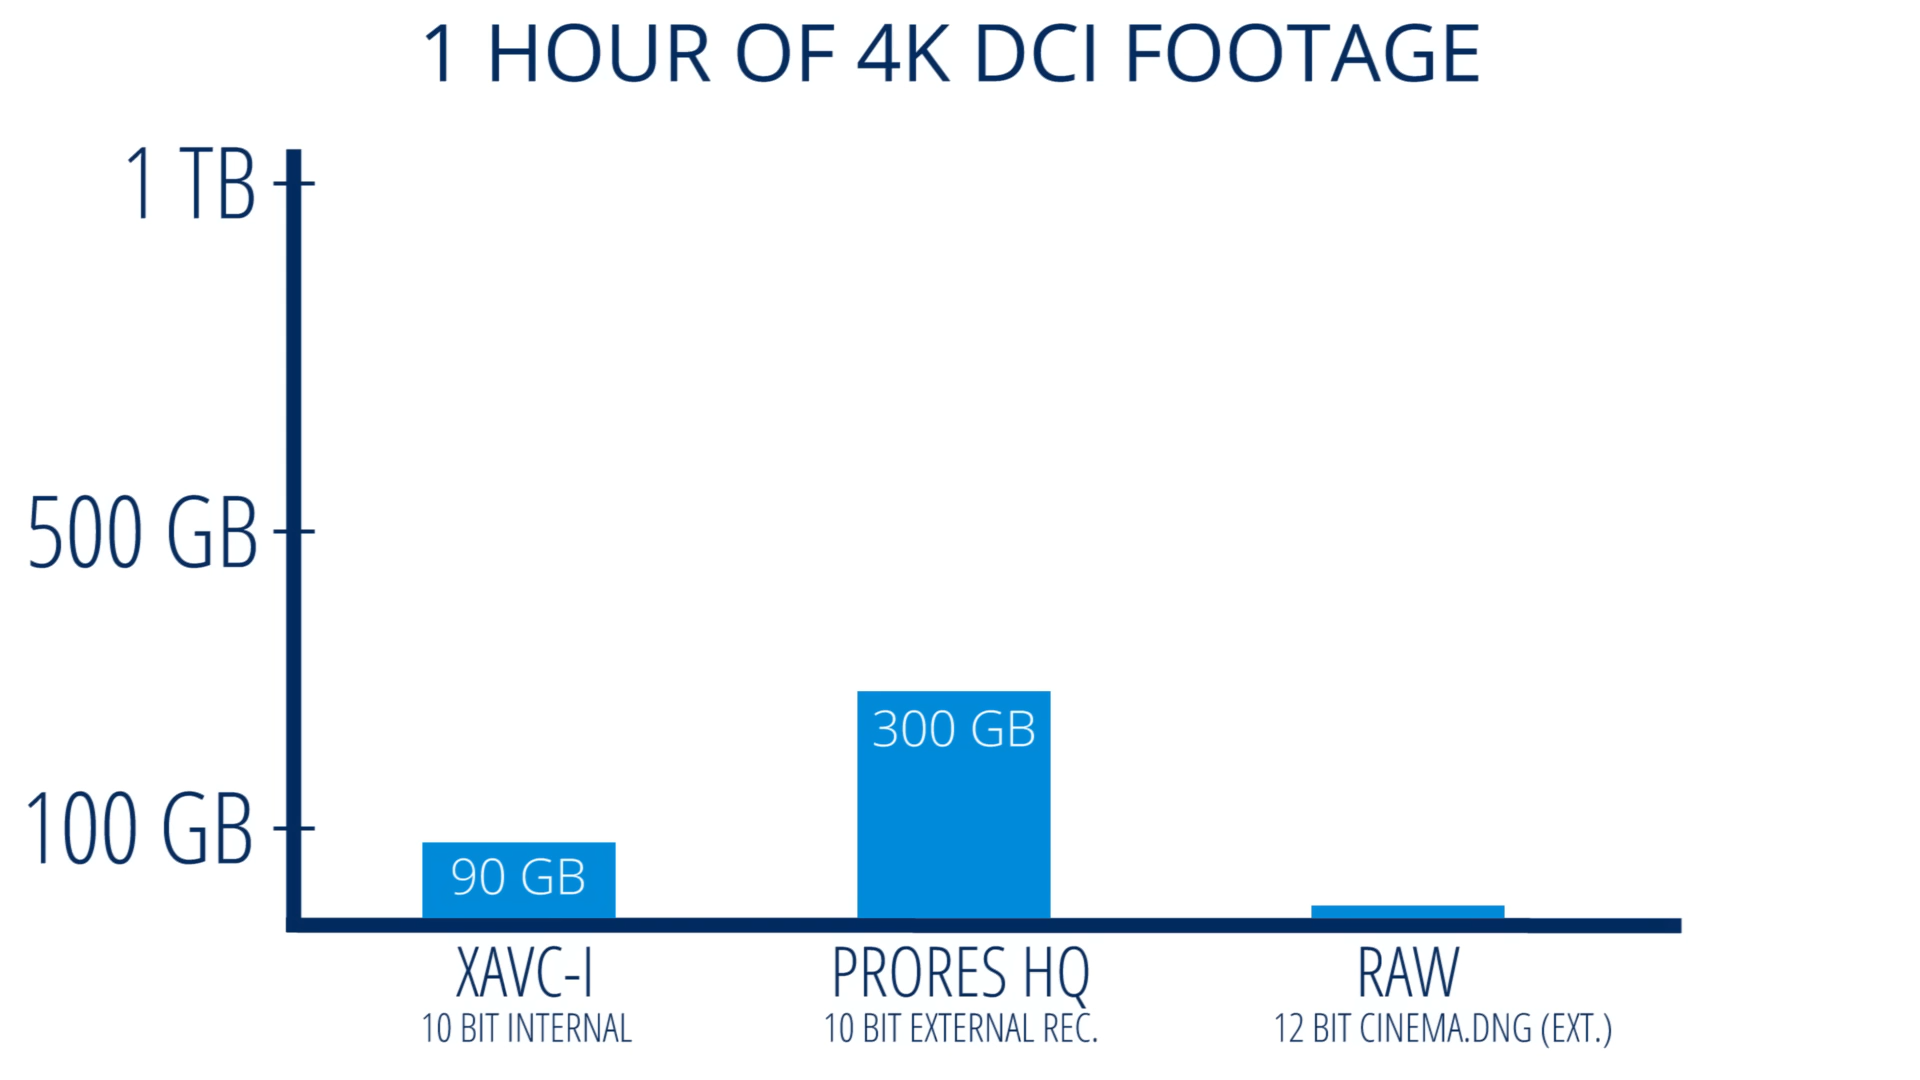 1 HOUR OF 4K DCI FOOTAGE
1 TB
500 GB
100 GB
90 GB
300 GB
XAVC-I
10 BIT INTERNAL
PRORES HQ
10 BIT EXTERNAL REC.
RAW
12 BIT CINEMA.DNG (EXT.)